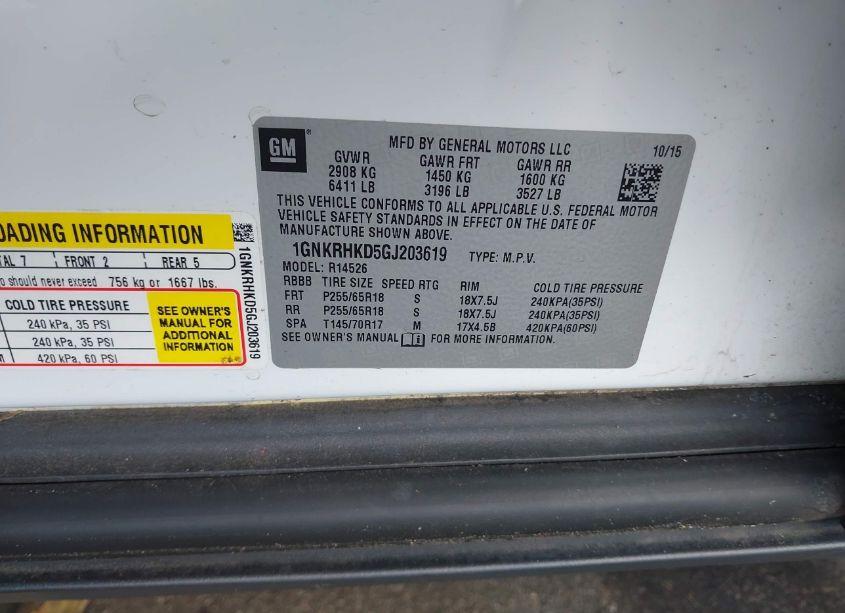 GM
®
MFD BY GENERAL MOTORS LLC
10/15
GVWR GAWR FRT GAWR RR
2908 KG 1450 KG 1600 KG
6411 LB 3196 LB 3527 LB
THIS VEHICLE CONFORMS TO ALL APPLICABLE U.S. FEDERAL MOTOR
VEHICLE SAFETY STANDARDS IN EFFECT ON THE DATE OF
MANUFACTURE SHOWN ABOVE.
1GNKRHKD5GJ203619 TYPE: M.P.V.
MODEL: R14526
RBBB TIRE SIZE SPEED RTG RIM COLD TIRE PRESSURE
FRT P255/65R18 S 18X7.5J 240KPA(35PSI)
RR P255/65R18 S 18X7.5J 240KPA(35PSI)
SPA T145/70R17 M 17X4.5B 420KPA(60PSI)
SEE OWNER'S MANUAL FOR MORE INFORMATION.
OADING INFORMATION
TAL 7 FRONT 2 REAR 5
o should never exceed 756 kg or 1667 lbs.
COLD TIRE PRESSURE
240 kPa, 35 PSI
240 kPa, 35 PSI
420 kPa, 60 PSI
SEE OWNER'S
MANUAL FOR
ADDITIONAL
INFORMATION
1GNKRHKD5GJ203619